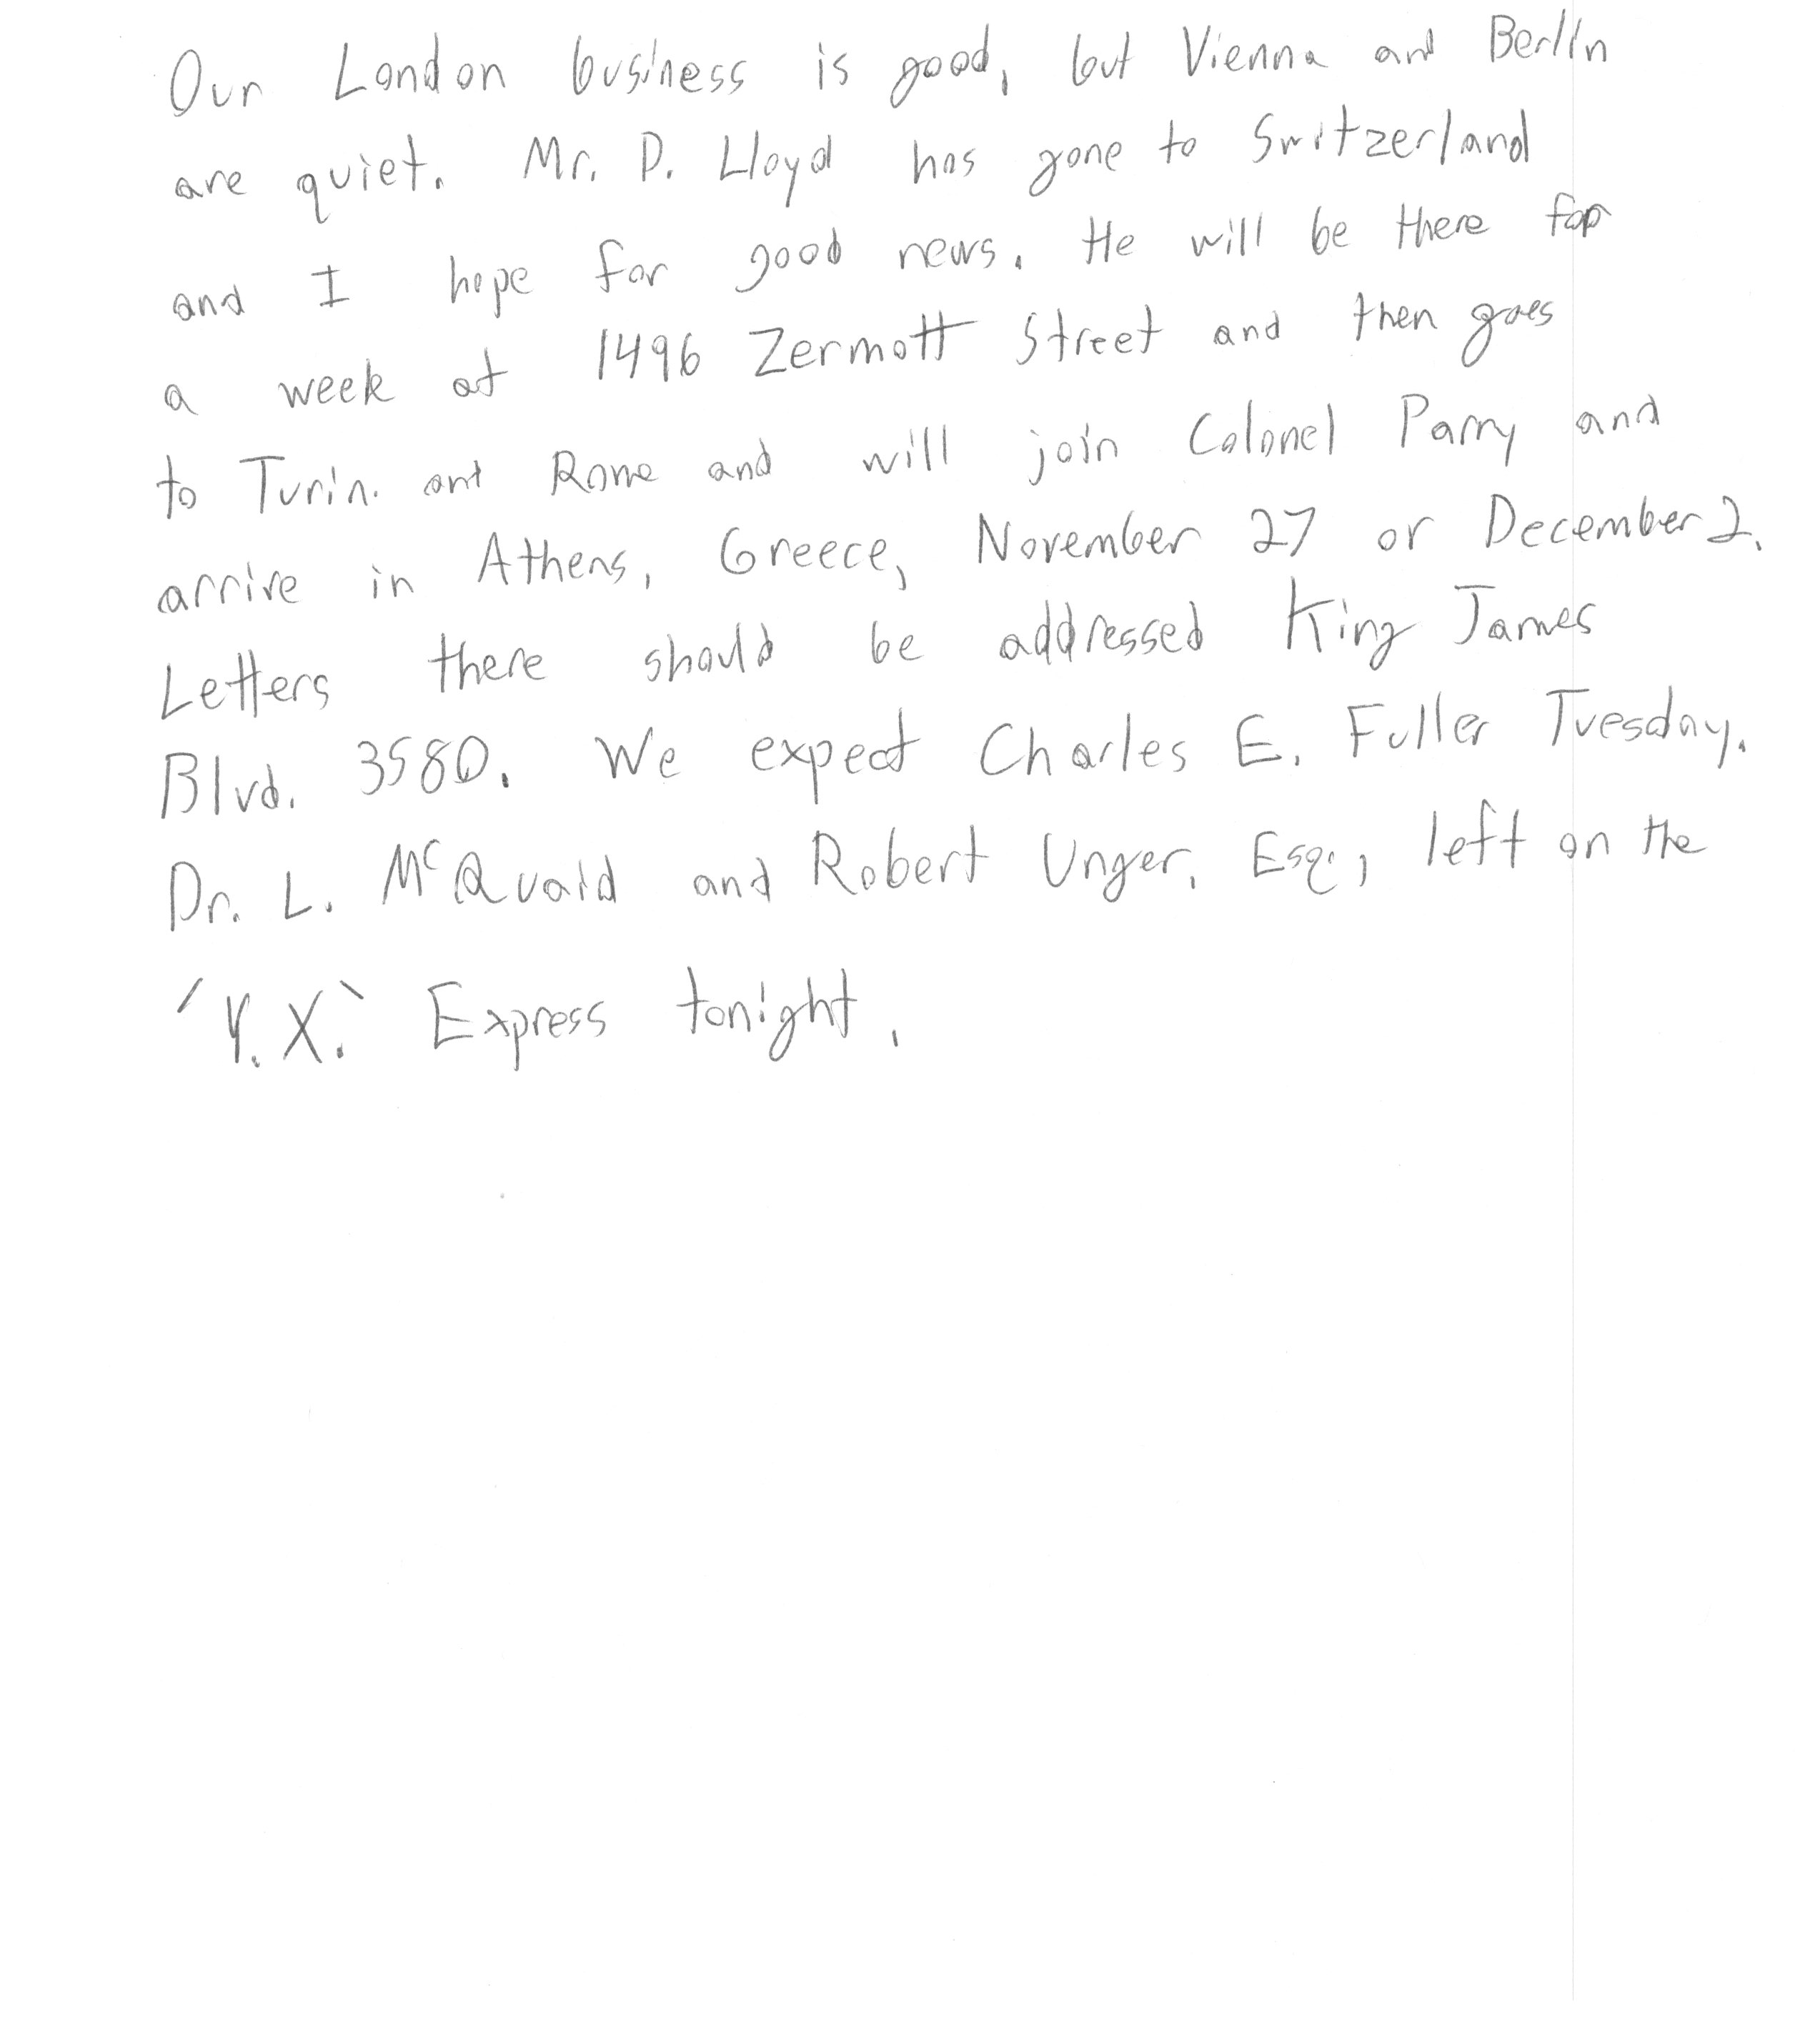 Our London business is good, but Vienna and Berlin
are quiet. Mr. D. Lloyd has gone to Switzerland
and I hope for good news. He will be there for
a week at 1496 Zermott Street and then goes
to Turin. and Rome and will join Colonel Parry and
arrive in Athens, Greece, November 27 or December 2.
Letters there should be addressed King James
Blvd. 3580. We expect Charles E. Fuller Tuesday.
Dr. L. McQuaid and Robert Unger, Esq., left on the
'Y.X.' Express tonight.